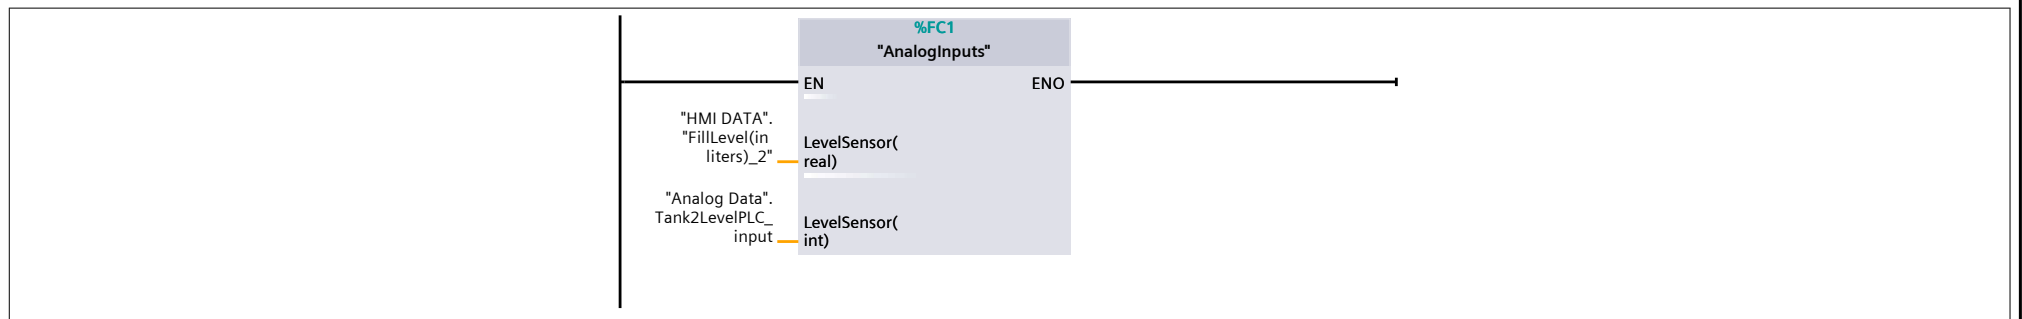 %FC1
"AnalogInputs"
EN
ENO
"HMI DATA".
"FillLevel(in
liters)_2"
LevelSensor(
real)
"Analog Data".
Tank2LevelPLC_
input
LevelSensor(
int)